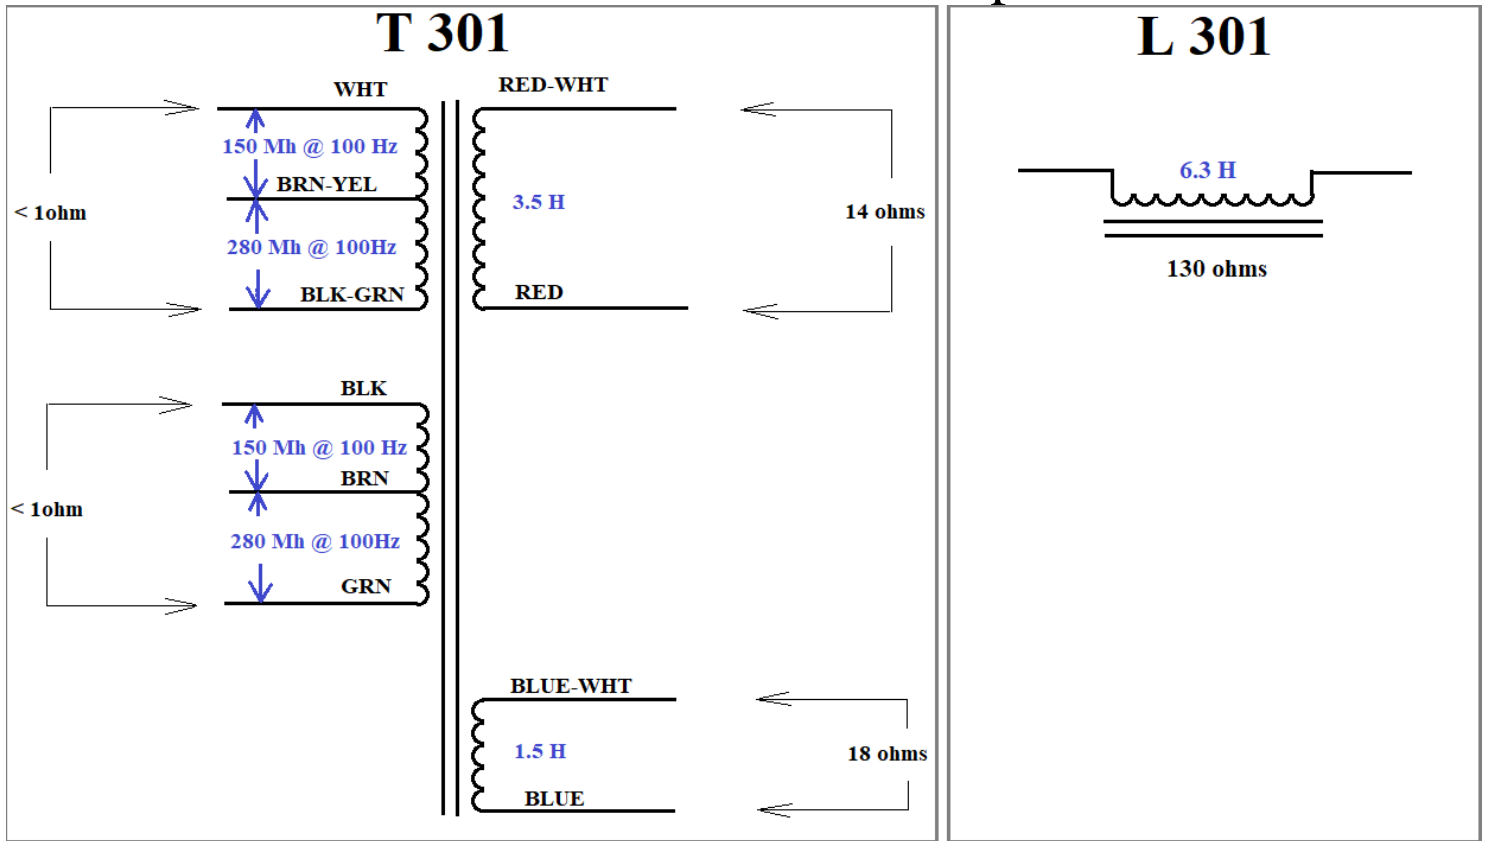 T 301
L 301
WHT
RED-WHT
150 Mh @ 100 Hz
6.3 H
BRN-YEL
3.5 H
< 1ohm
14 ohms
280 Mh @ 100Hz
130 ohms
BLK-GRN
RED
BLK
150 Mh @ 100 Hz
BRN
< 1ohm
280 Mh @ 100Hz
GRN
BLUE-WHT
1.5 H
18 ohms
BLUE